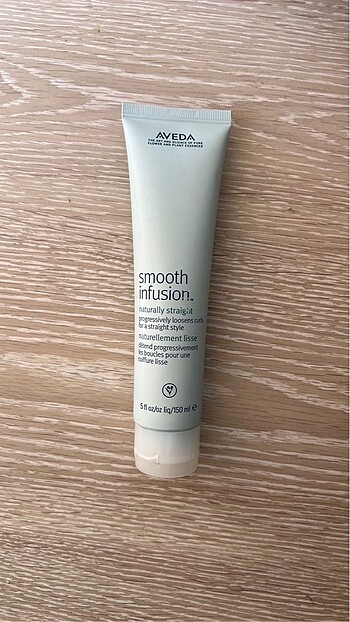 AVEDA
THE ART AND SCIENCE OF PURE
FLOWER AND PLANT ESSENCES
smooth
infusion™
naturally straight
progressively loosens curls
for a straight style
naturellement lisse
détend progressivement
les boucles pour une
coiffure lisse
5 fl oz/oz liq/150 ml ℮